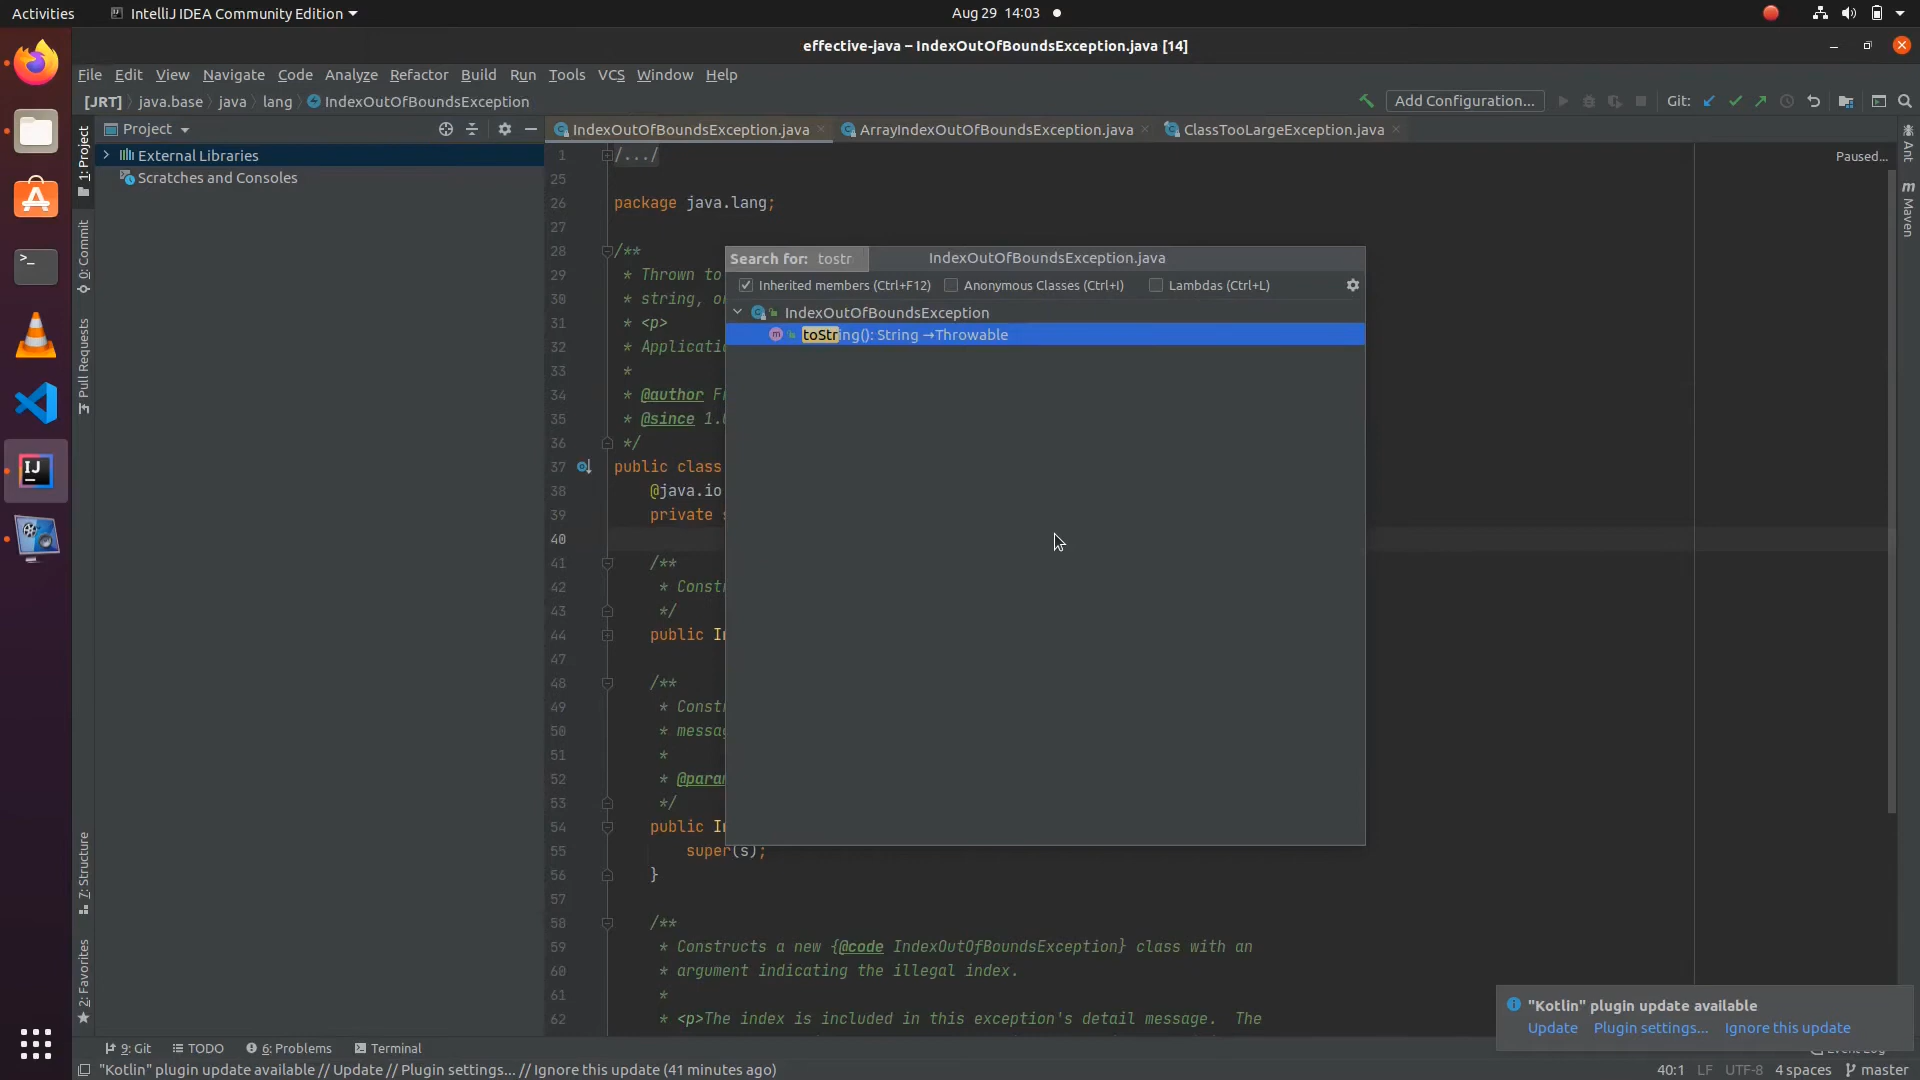 Activities
IntelliJ IDEA Community Edition
Aug 29 14:03
effective-java – IndexOutOfBoundsException.java [14]
File Edit View Navigate Code Analyze Refactor Build Run Tools VCS Window Help
[JRT] java.base java lang IndexOutOfBoundsException
Add Configuration...
Git:
Project
IndexOutOfBoundsException.java
ArrayIndexOutOfBoundsException.java
ClassTooLargeException.java
External Libraries
Scratches and Consoles
1: Project
0: Commit
Pull Requests
7: Structure
2: Favorites
Ant
m Maven
Paused...
1 /.../
25
26 package java.lang;
27
28 /**
29 * Thrown to
30 * string, or
31 * <p>
32 * Applicati
33 *
34 * @author F
35 * @since 1.
36 */
37 public class
38 @java.io
39 private
40
41 /**
42 * Constr
43 */
44 public In
47
48 /**
49 * Constr
50 * messag
51 *
52 * @param
53 */
54 public In
55 super(s);
56 }
57
58 /**
59 * Constructs a new {@code IndexOutOfBoundsException} class with an
60 * argument indicating the illegal index.
61 *
62 * <p>The index is included in this exception's detail message. The
Search for: tostr
IndexOutOfBoundsException.java
Inherited members (Ctrl+F12)
Anonymous Classes (Ctrl+I)
Lambdas (Ctrl+L)
IndexOutOfBoundsException
m toString(): String →Throwable
"Kotlin" plugin update available
Update Plugin settings... Ignore this update
9: Git
TODO
6: Problems
Terminal
"Kotlin" plugin update available // Update // Plugin settings... // Ignore this update (41 minutes ago)
40:1 LF UTF-8 4 spaces master